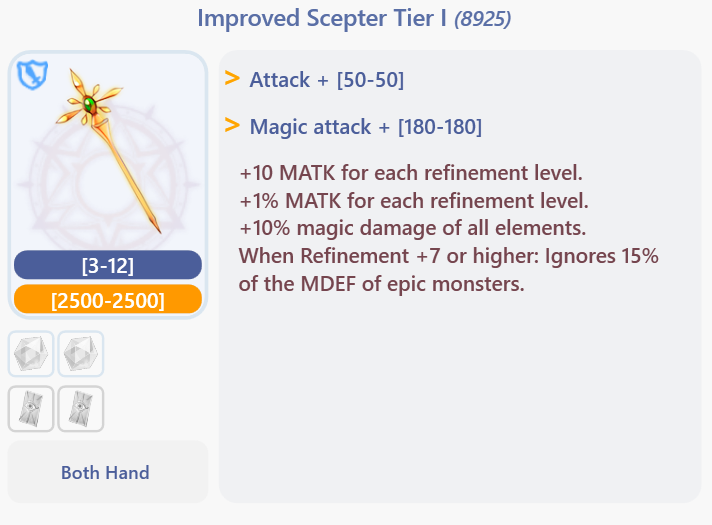 Improved Scepter Tier I (8925)
> Attack + [50-50]
> Magic attack + [180-180]
+10 MATK for each refinement level.
+1% MATK for each refinement level.
+10% magic damage of all elements.
When Refinement +7 or higher: Ignores 15%
of the MDEF of epic monsters.
[3-12]
[2500-2500]
Both Hand